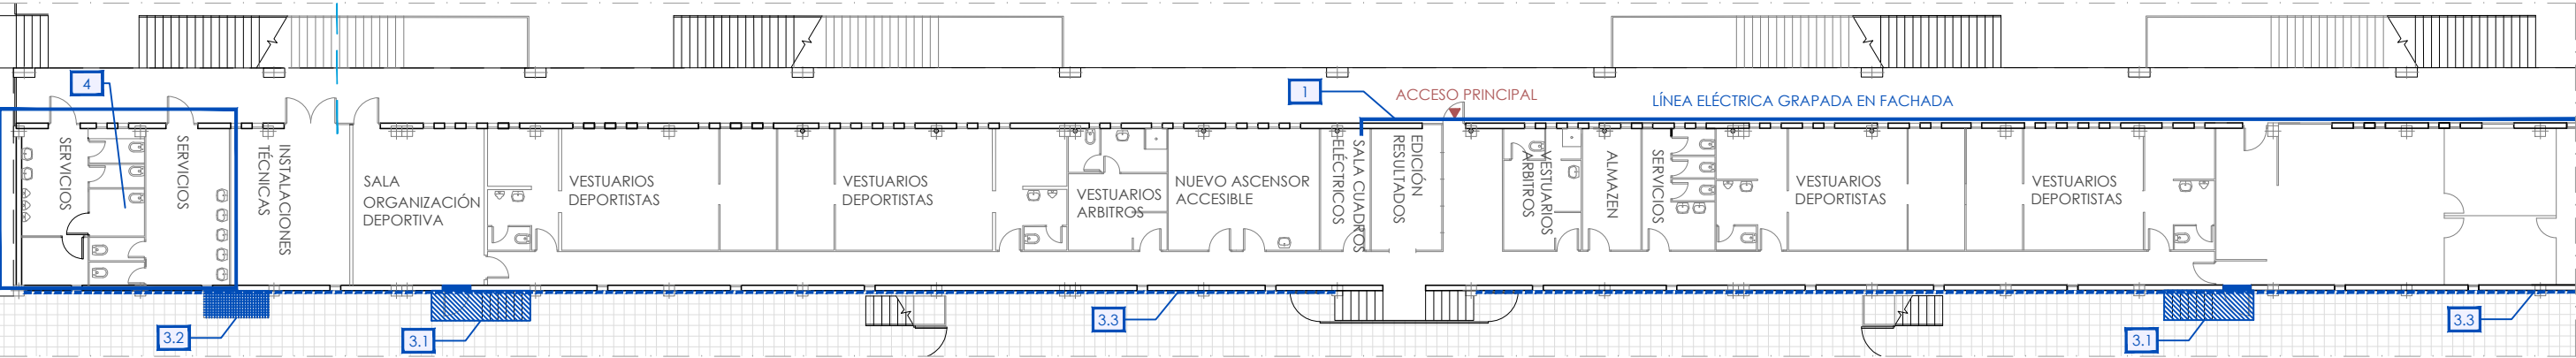 4
1
ACCESO PRINCIPAL
LÍNEA ELÉCTRICA GRAPADA EN FACHADA
SERVICIOS
SERVICIOS
INSTALACIONES
TÉCNICAS
SALA
ORGANIZACIÓN
DEPORTIVA
VESTUARIOS
DEPORTISTAS
VESTUARIOS
DEPORTISTAS
VESTUARIOS
ARBITROS
NUEVO ASCENSOR
ACCESIBLE
SALA CUADROS
ELÉCTRICOS
EDICIÓN
RESULTADOS
VESTUARIOS
ARBITROS
ALMAZEN
SERVICIOS
VESTUARIOS
DEPORTISTAS
VESTUARIOS
DEPORTISTAS
3.2
3.1
3.3
3.1
3.3